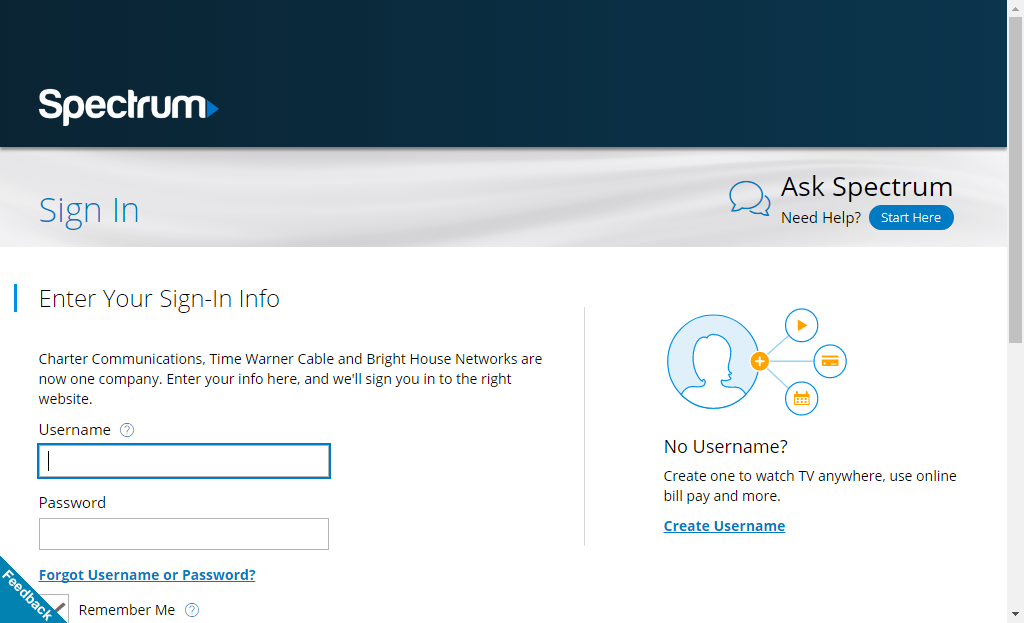 Spectrum
Sign In
Ask Spectrum
Need Help? Start Here
Enter Your Sign-In Info
Charter Communications, Time Warner Cable and Bright House Networks are
now one company. Enter your info here, and we'll sign you in to the right
website.
Username ?
Password
Forgot Username or Password?
Remember Me ?
Feedback
No Username?
Create one to watch TV anywhere, use online
bill pay and more.
Create Username